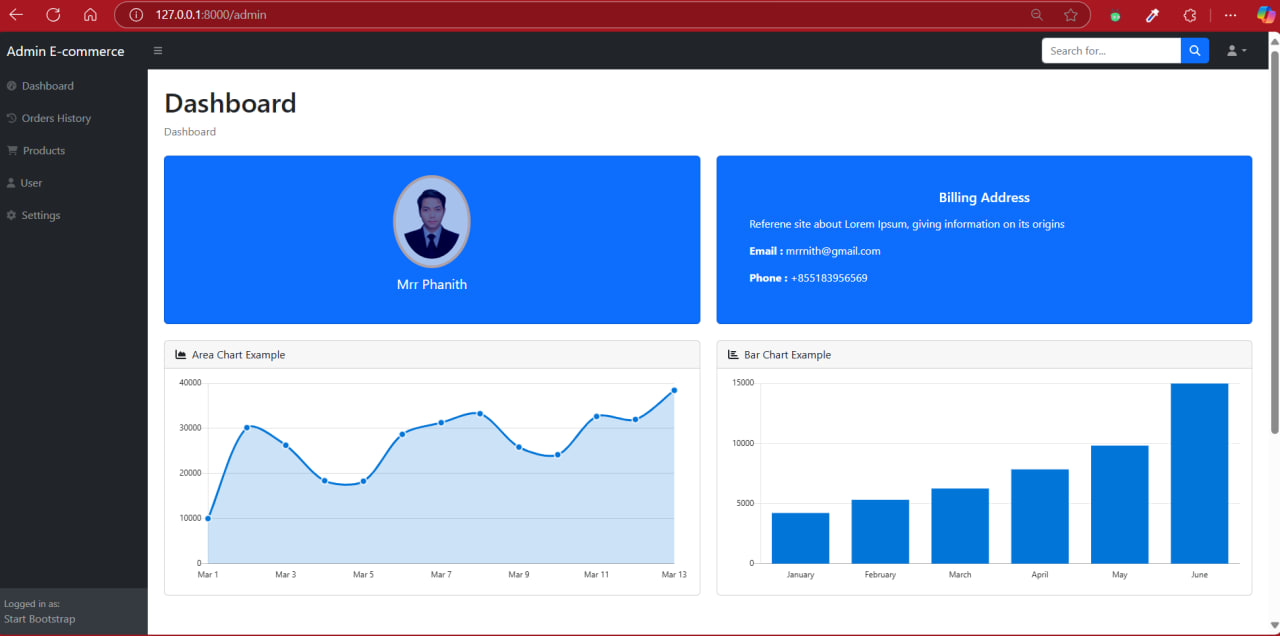 127.0.0.1:8000/admin
Admin E-commerce
Search for...
Dashboard
Orders History
Products
User
Settings
Logged in as:
Start Bootstrap
Dashboard
Dashboard
Mrr Phanith
Billing Address
Referene site about Lorem Ipsum, giving information on its origins
Email : mrrnith@gmail.com
Phone : +855183956569
Area Chart Example
40000
30000
20000
10000
0
Mar 1 Mar 3 Mar 5 Mar 7 Mar 9 Mar 11 Mar 13
Bar Chart Example
15000
10000
5000
0
January February March April May June